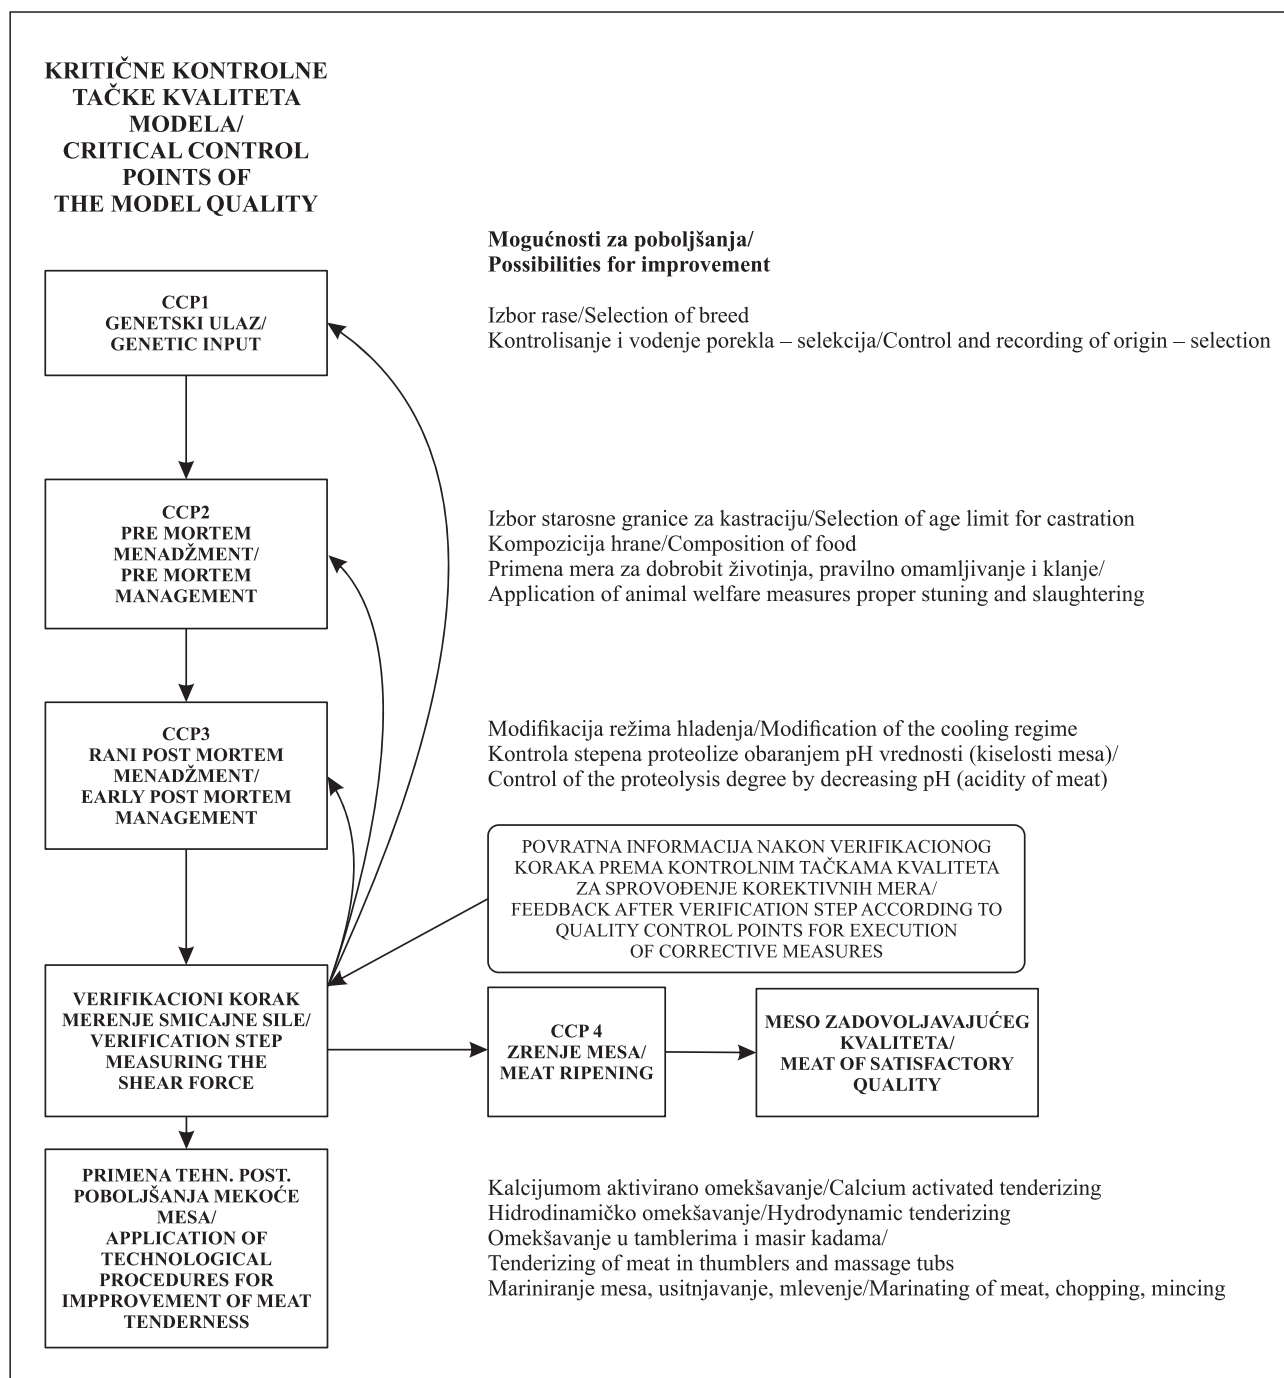 KRITIČNE KONTROLNE
TAČKE KVALITETA
MODELA/
CRITICAL CONTROL
POINTS OF
THE MODEL QUALITY
Mogućnosti za poboljšanja/
Possibilities for improvement
CCP1
GENETSKI ULAZ/
GENETIC INPUT
Izbor rase/Selection of breed
Kontrolisanje i vodenje porekla – selekcija/Control and recording of origin – selection
CCP2
PRE MORTEM
MENADŽMENT/
PRE MORTEM
MANAGEMENT
Izbor starosne granice za kastraciju/Selection of age limit for castration
Kompozicija hrane/Composition of food
Primena mera za dobrobit životinja, pravilno omamljivanje i klanje/
Application of animal welfare measures proper stuning and slaughtering
CCP3
RANI POST MORTEM
MENADŽMENT/
EARLY POST MORTEM
MANAGEMENT
Modifikacija režima hladenja/Modification of the cooling regime
Kontrola stepena proteolize obaranjem pH vrednosti (kiselosti mesa)/
Control of the proteolysis degree by decreasing pH (acidity of meat)
POVRATNA INFORMACIJA NAKON VERIFIKACIONOG
KORAKA PREMA KONTROLNIM TAČKAMA KVALITETA
ZA SPROVOĐENJE KOREKTIVNIH MERA/
FEEDBACK AFTER VERIFICATION STEP ACCORDING TO
QUALITY CONTROL POINTS FOR EXECUTION
OF CORRECTIVE MEASURES
VERIFIKACIONI KORAK
MERENJE SMICAJNE SILE/
VERIFICATION STEP
MEASURING THE
SHEAR FORCE
CCP 4
ZRENJE MESA/
MEAT RIPENING
MESO ZADOVOLJAVAJUĆEG
KVALITETA/
MEAT OF SATISFACTORY
QUALITY
PRIMENA TEHN. POST.
POBOLJŠANJA MEKOĆE
MESA/
APPLICATION OF
TECHNOLOGICAL
PROCEDURES FOR
IMPPROVEMENT OF MEAT
TENDERNESS
Kalcijumom aktivirano omekšavanje/Calcium activated tenderizing
Hidrodinamičko omekšavanje/Hydrodynamic tenderizing
Omekšavanje u tamblerima i masir kadama/
Tenderizing of meat in thumblers and massage tubs
Mariniranje mesa, usitnjavanje, mlevenje/Marinating of meat, chopping, mincing